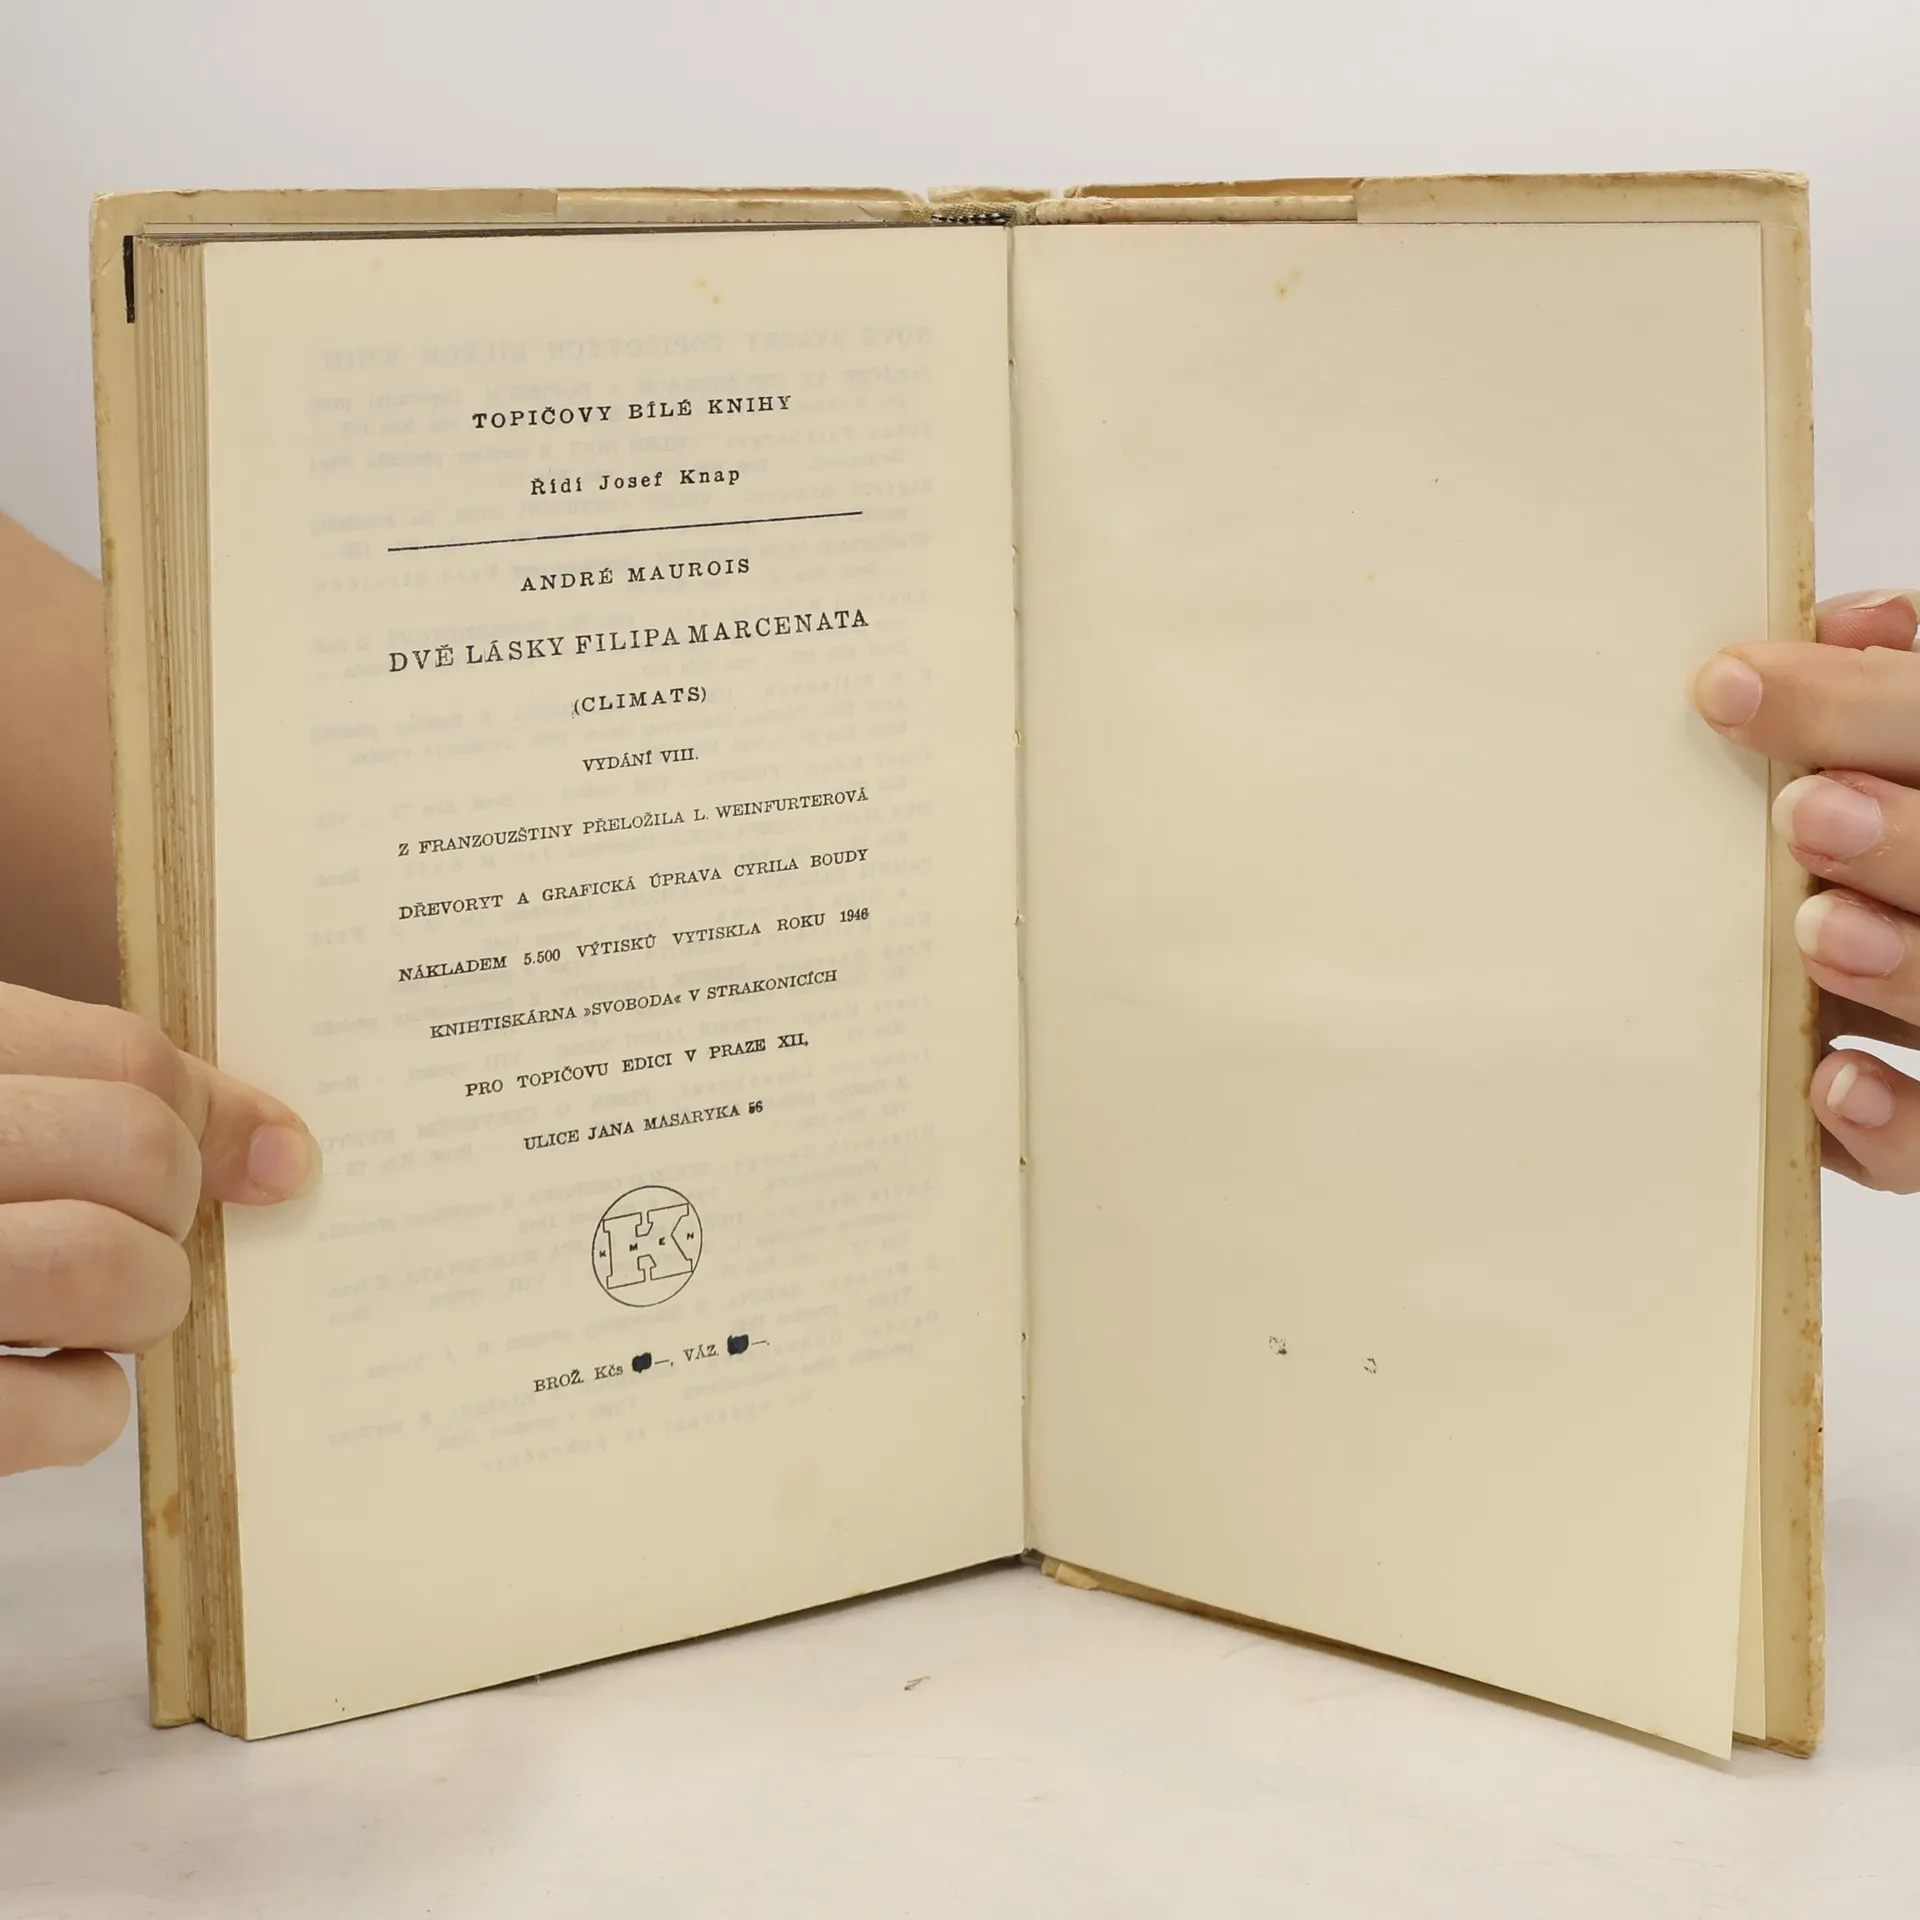 TOPIČOVY BÍLÉ KNIHY
Řídí Josef Knap
ANDRÉ MAUROIS
DVĚ LÁSKY FILIPA MARCENATA
(CLIMATS)
VYDÁNÍ VIII.
Z FRANZOUZŠTINY PŘELOŽILA L. WEINFURTEROVÁ
DŘEVORYT A GRAFICKÁ ÚPRAVA CYRILA BOUDY
NÁKLADEM 5.500 VÝTISKŮ VYTISKLA ROKU 1946
KNIHTISKÁRNA »SVOBODA« V STRAKONICÍCH
PRO TOPIČOVU EDICI V PRAZE XII,
ULICE JANA MASARYKA 56
K M E N
BROŽ. Kčs —, VÁZ. —.